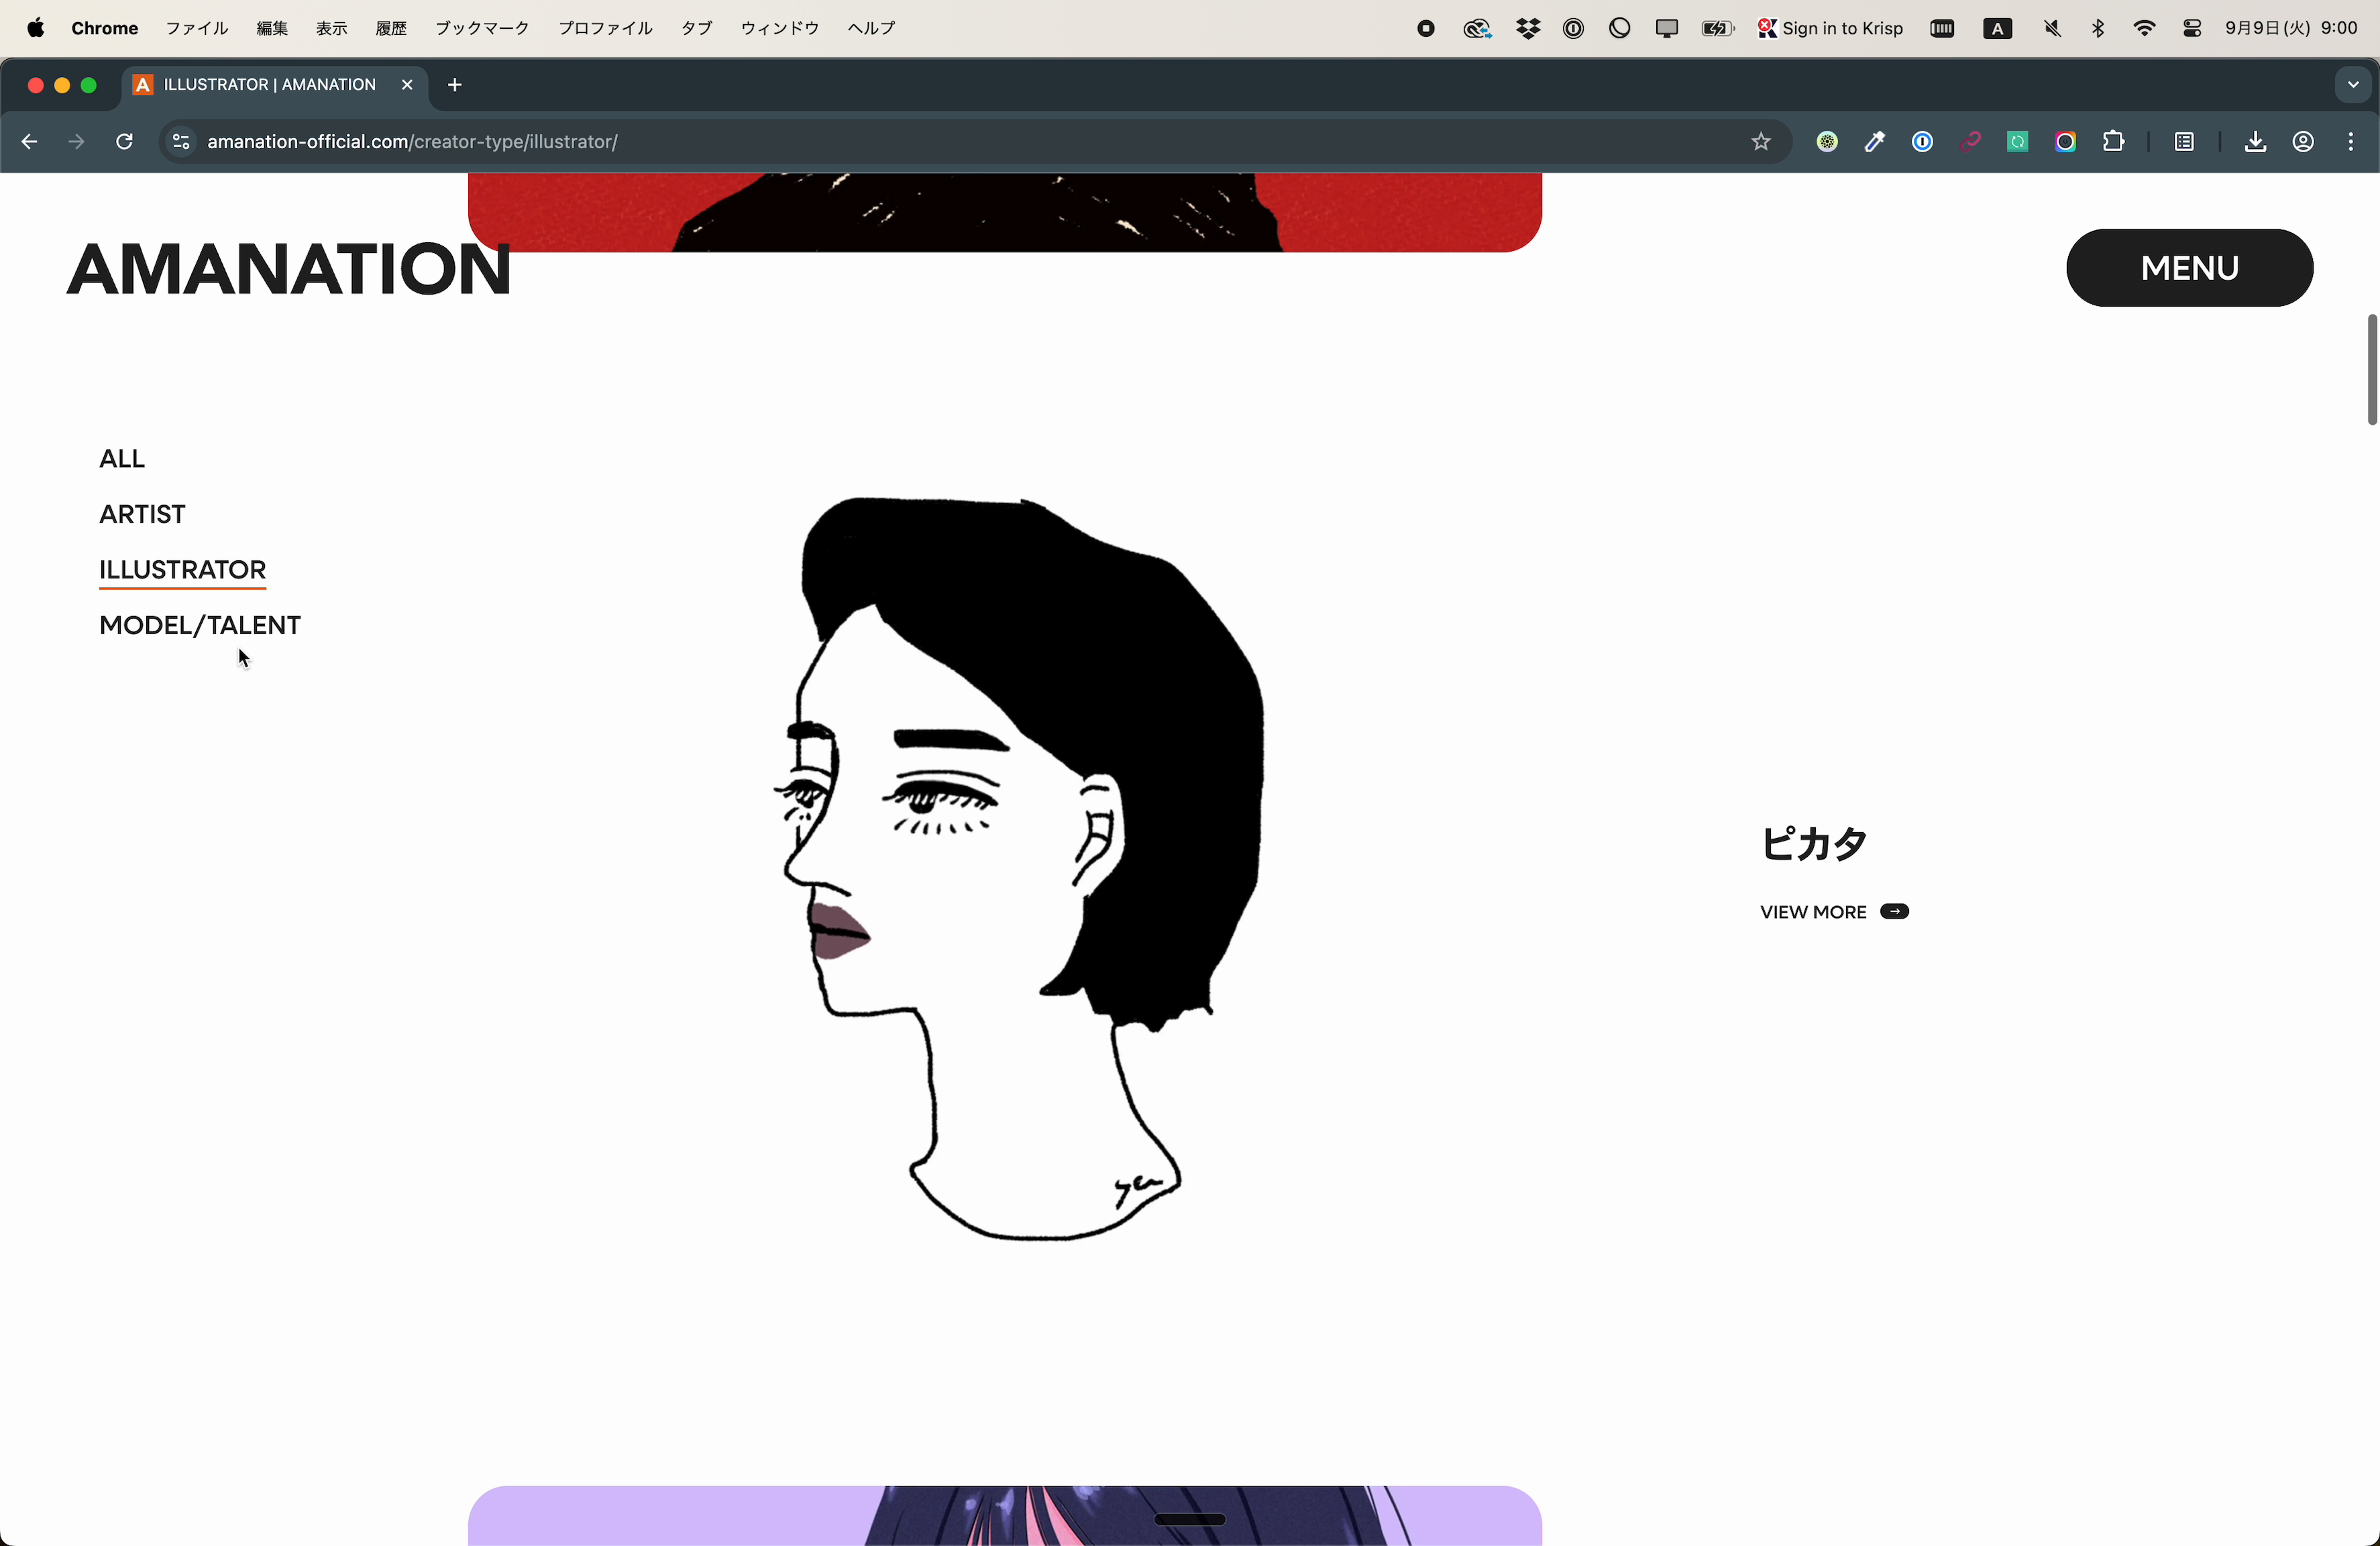 Chrome ファイル 編集 表示 履歴 ブックマーク プロファイル タブ ウィンドウ ヘルプ Sign in to Krisp A 9月9日(火) 9:00
A ILLUSTRATOR | AMANATION
amanation-official.com/creator-type/illustrator/
AMANATION
MENU
ALL
ARTIST
ILLUSTRATOR
MODEL/TALENT
ピカタ
VIEW MORE